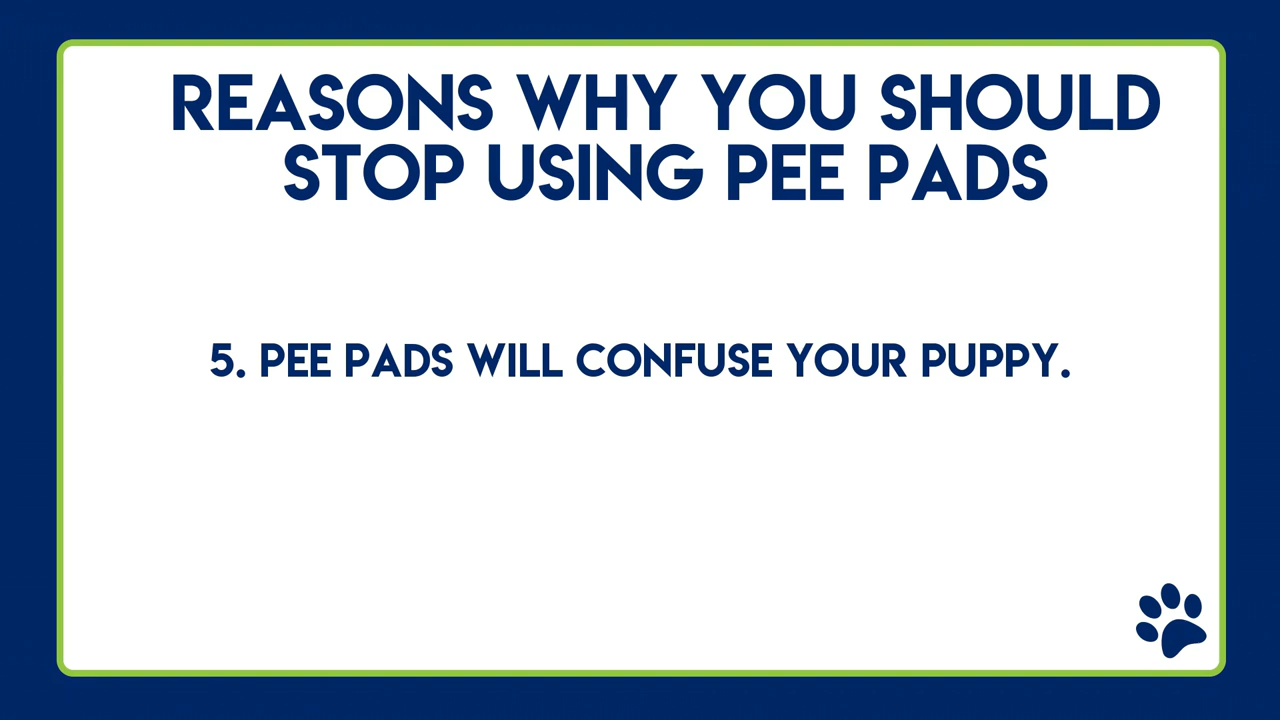 REASONS WHY YOU SHOULD
STOP USING PEE PADS
5. PEE PADS WILL CONFUSE YOUR PUPPY.